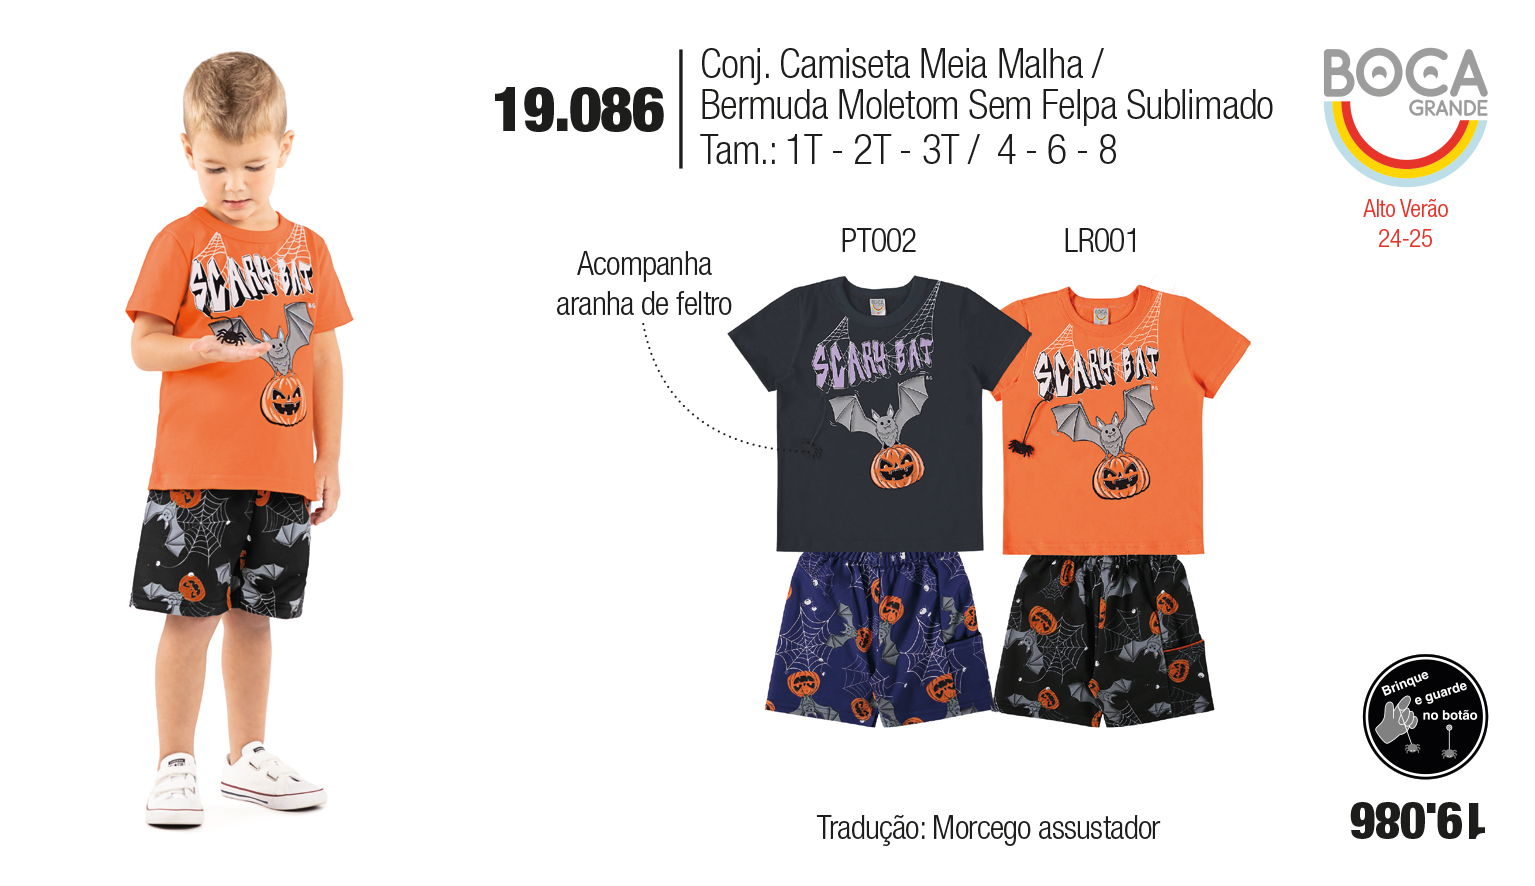 19.086
Conj. Camiseta Meia Malha /
Bermuda Moletom Sem Felpa Sublimado
Tam.: 1T - 2T - 3T / 4 - 6 - 8
BOCA
GRANDE
Alto Verão
24-25
PT002
LR001
Acompanha
aranha de feltro
SCARY BAT
B.G
SCARY BAT
B.G
SCARY BAT
B.G
BOCA
BOCA
Brinque
e guarde
no botão
Tradução: Morcego assustador
19.086